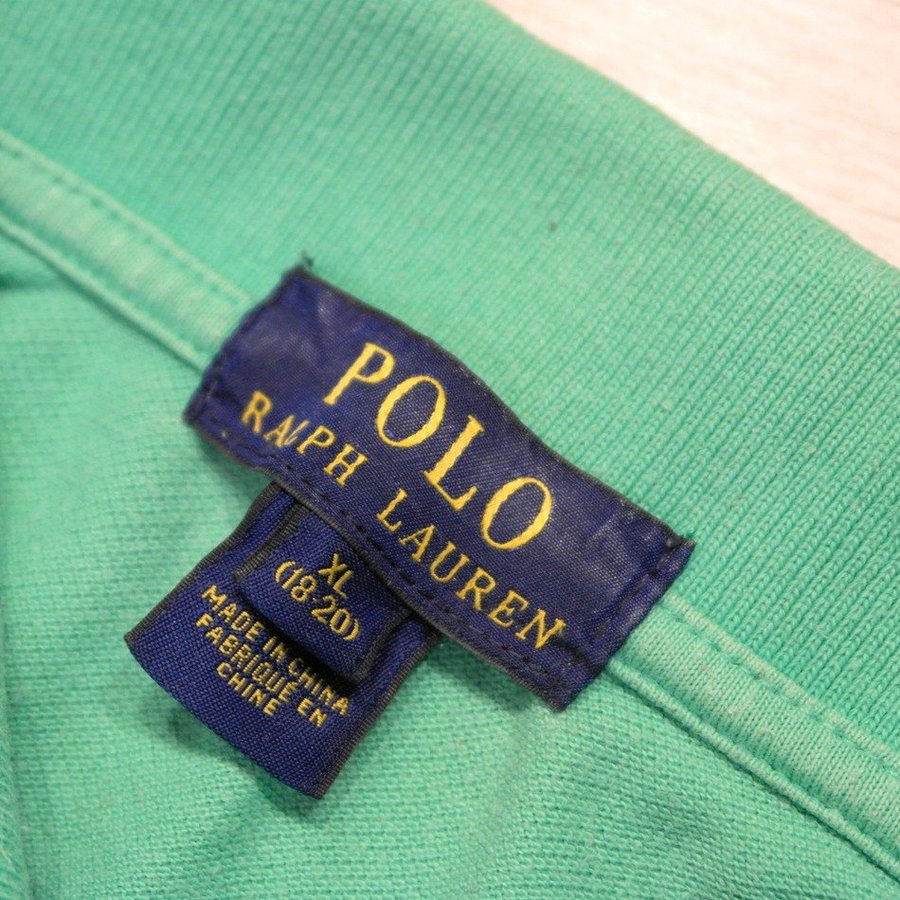 POLO
RALPH LAUREN
XL
(18-20)
MADE IN CHINA
FABRIQUÉ EN
CHINE